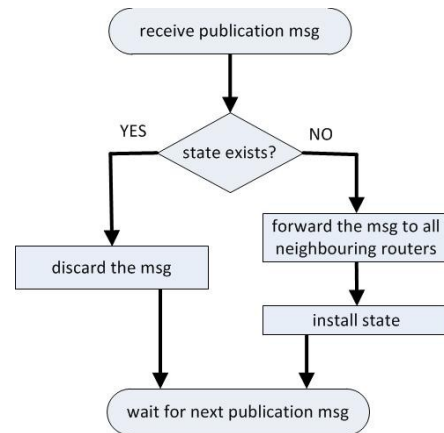 receive publication msg
YES
NO
state exists?
forward the msg to all
neighbouring routers
discard the msg
install state
wait for next publication msg